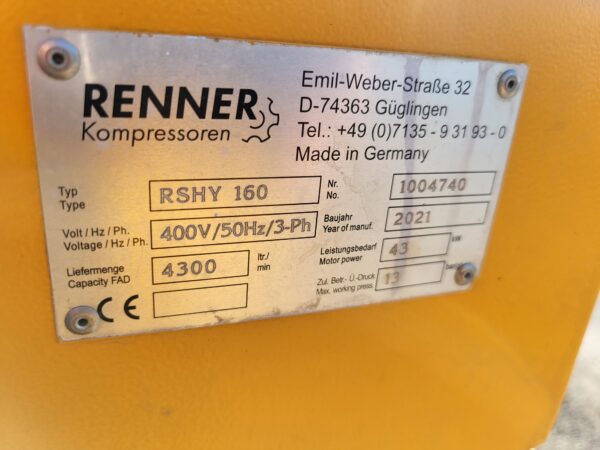 RENNER
Kompressoren
Emil-Weber-Straße 32
D-74363 Güglingen
Tel.: +49 (0)7135 - 9 31 93 - 0
Made in Germany
Typ
Type
RSHY 160
Nr.
No.
1004740
Volt / Hz / Ph.
Voltage / Hz / Ph.
400V/50Hz/3-Ph
Baujahr
Year of manuf.
2021
Liefermenge
Capacity FAD
4300
ltr./
min
Leistungsbedarf
Motor power
43
kW
CE
Zul. Betr.- Ü.-Druck
Max. working press.
13